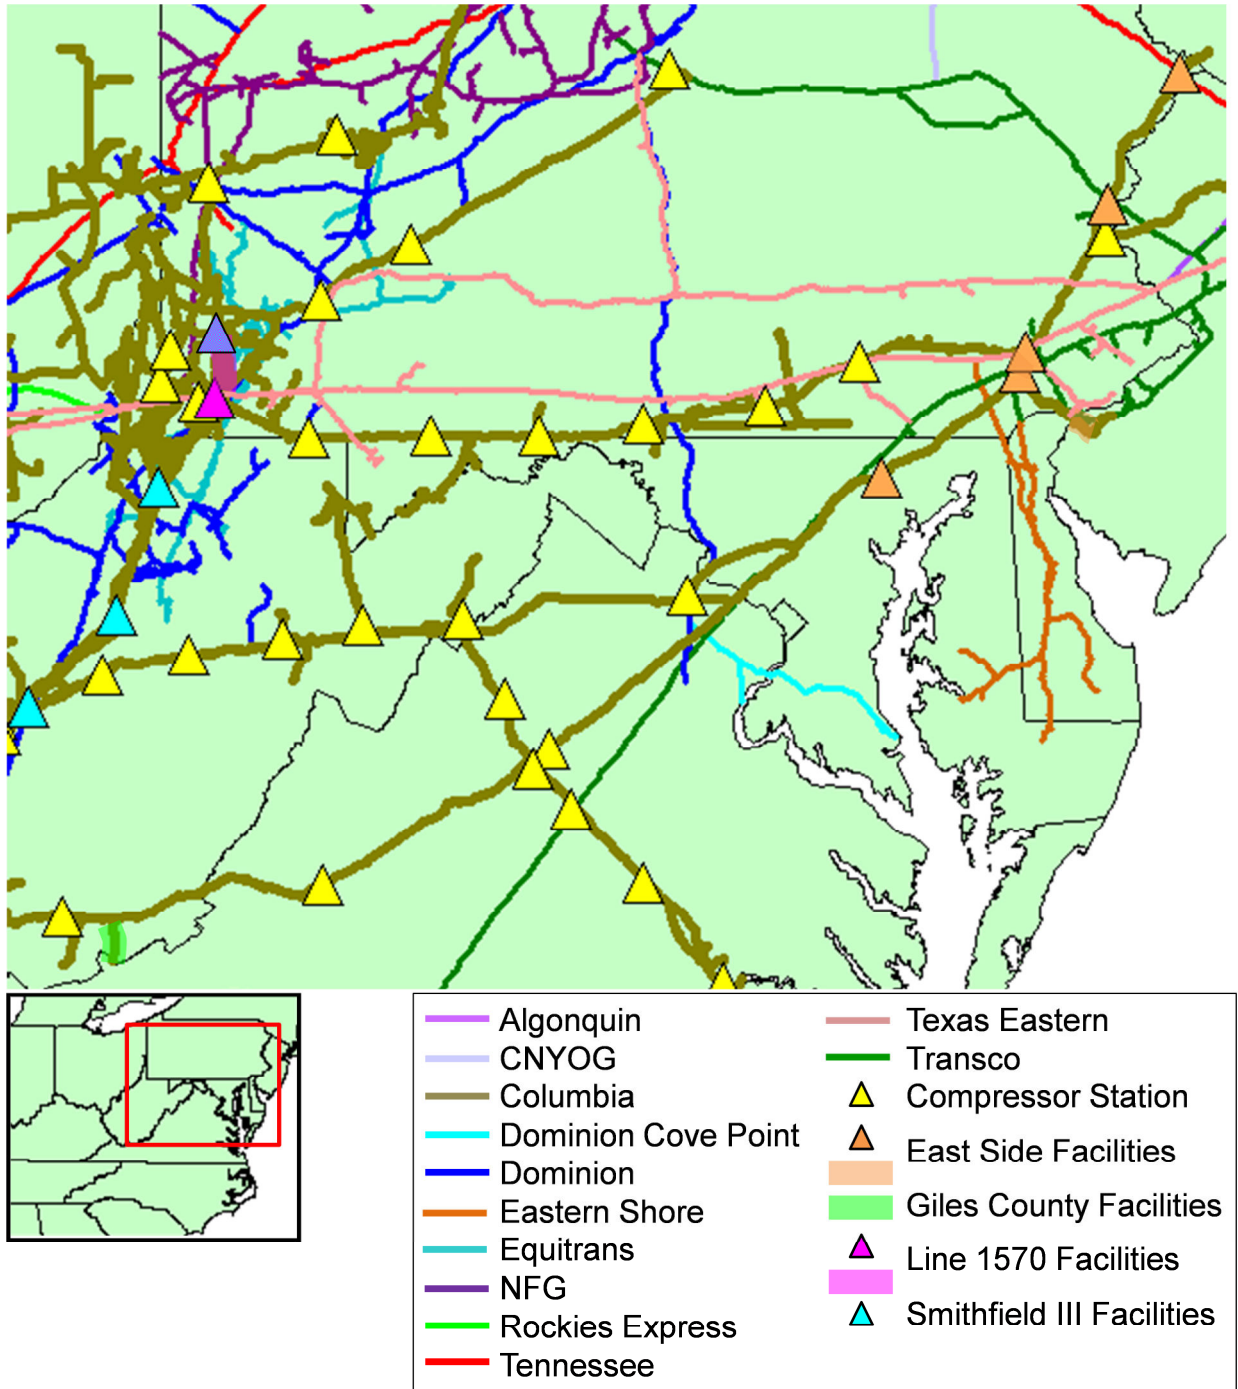 Algonquin
CNYOG
Columbia
Dominion Cove Point
Dominion
Eastern Shore
Equitrans
NFG
Rockies Express
Tennessee
Texas Eastern
Transco
Compressor Station
East Side Facilities
Giles County Facilities
Line 1570 Facilities
Smithfield III Facilities